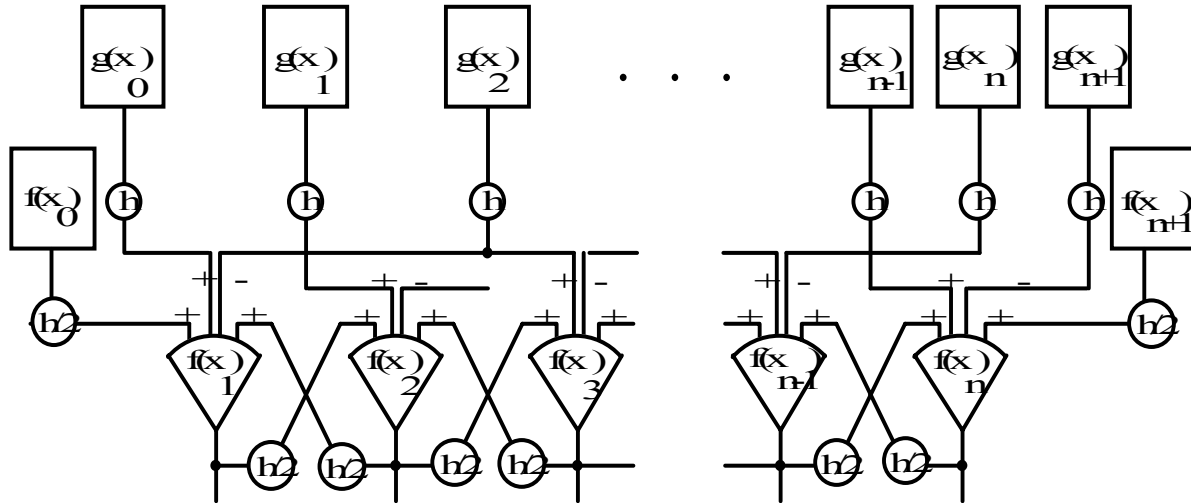 g(x)0 g(x)1 g(x)2 . . . g(x)n-1 g(x)n g(x)n+1
f(x)0 h h h h h h f(x)n+1
+ - + - + - + - + -
h/2 + + + + + + + + + + h/2
f(x)1 f(x)2 f(x)3 f(x)n-1 f(x)n
h/2 h/2 h/2 h/2 h/2 h/2